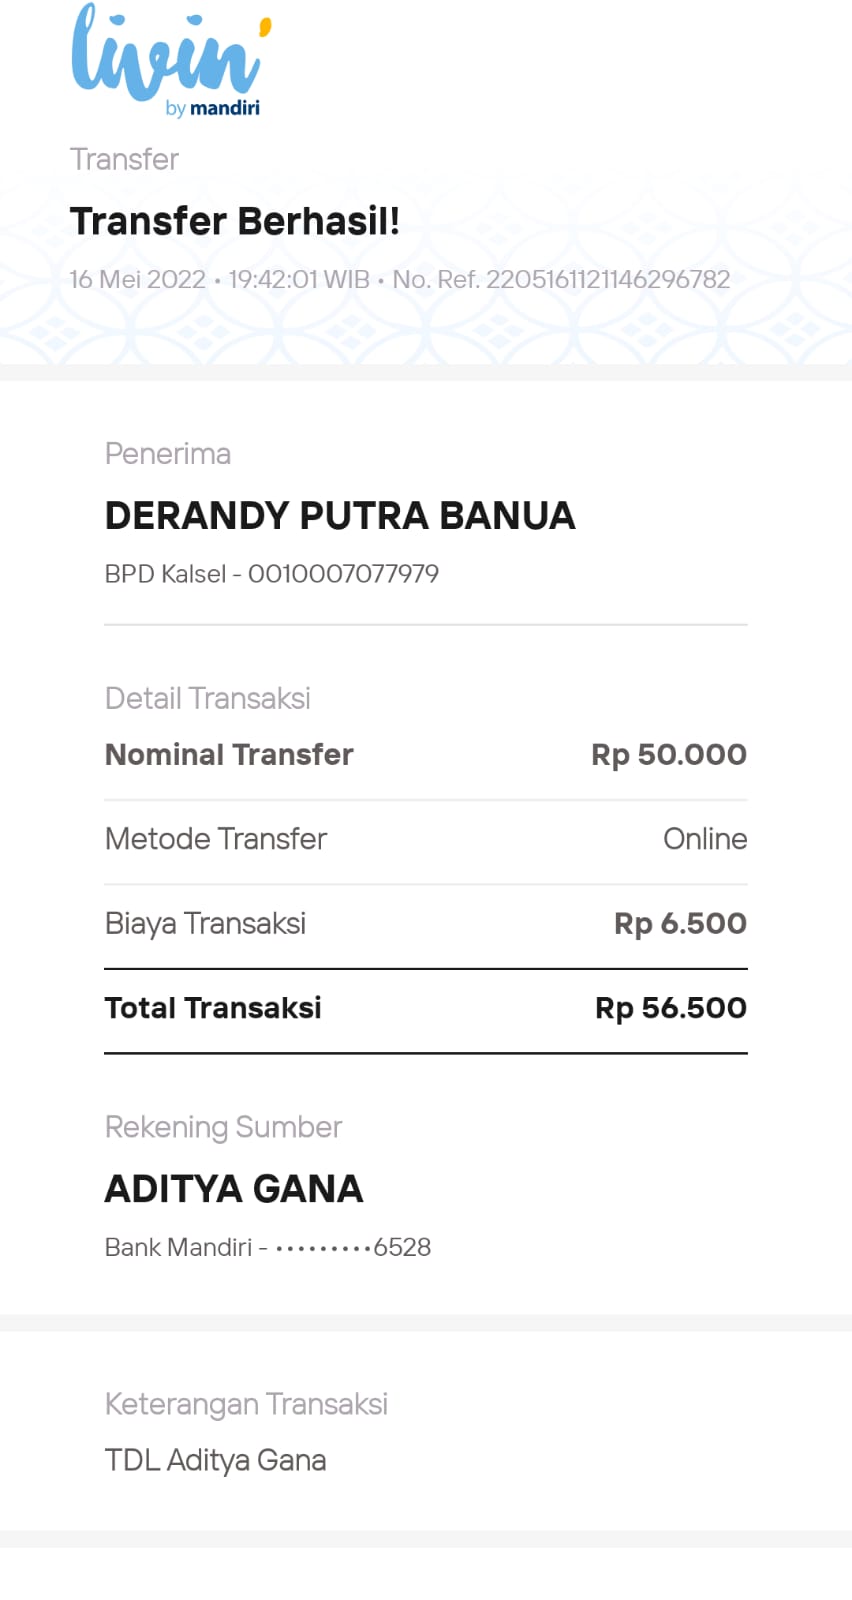 livin'
by mandiri
Transfer
Transfer Berhasil!
16 Mei 2022 • 19:42:01 WIB • No. Ref. 2205161121146296782
Penerima
DERANDY PUTRA BANUA
BPD Kalsel - 0010007077979
Detail Transaksi
Nominal Transfer Rp 50.000
Metode Transfer Online
Biaya Transaksi Rp 6.500
Total Transaksi Rp 56.500
Rekening Sumber
ADITYA GANA
Bank Mandiri - •••••••••6528
Keterangan Transaksi
TDL Aditya Gana